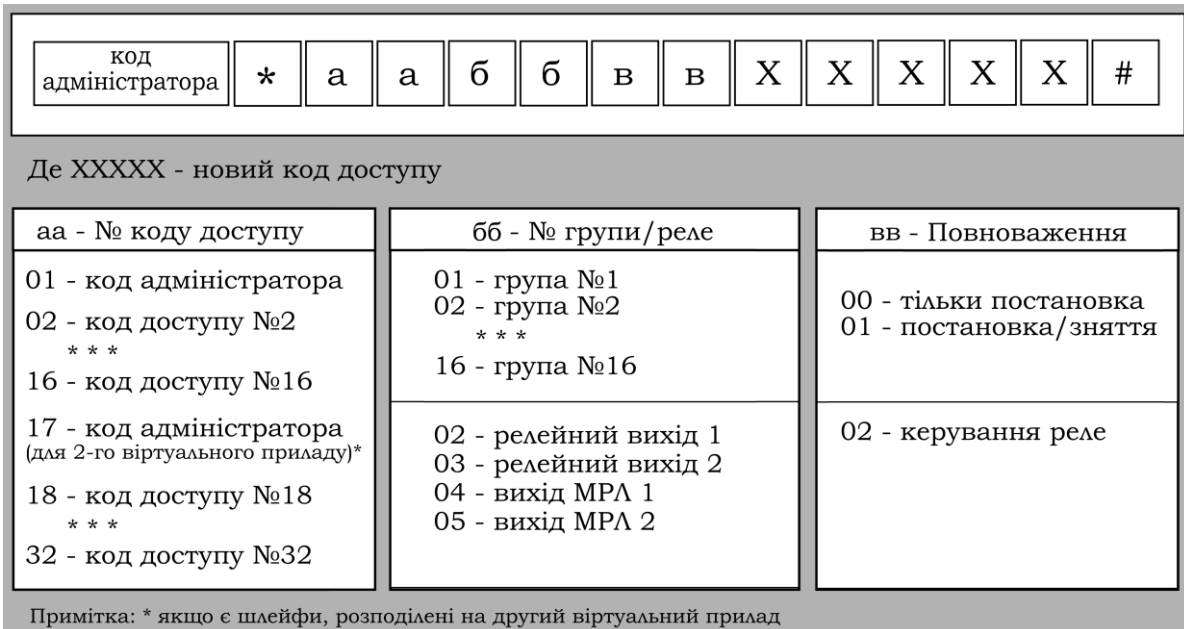 код
адміністратора * а а б б в в Х Х Х Х Х #
Де ХХХХХ - новий код доступу
аа - № коду доступу
01 - код адміністратора
02 - код доступу №2
* * *
16 - код доступу №16
17 - код адміністратора
(для 2-го віртуального приладу)*
18 - код доступу №18
* * *
32 - код доступу №32
бб - № групи/реле
01 - група №1
02 - група №2
* * *
16 - група №16
02 - релейний вихід 1
03 - релейний вихід 2
04 - вихід МРЛ 1
05 - вихід МРЛ 2
вв - Повноваження
00 - тільки постановка
01 - постановка/зняття
02 - керування реле
Примітка: * якщо є шлейфи, розподілені на другий віртуальний прилад